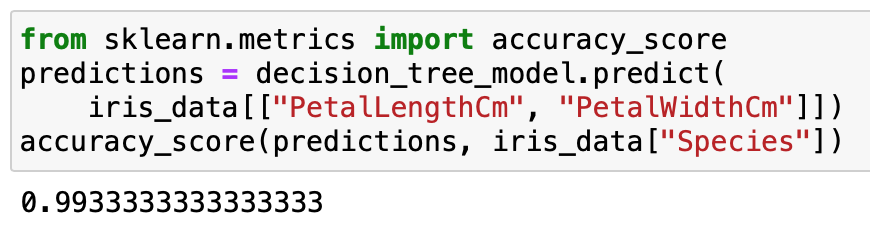 from sklearn.metrics import accuracy_score
predictions = decision_tree_model.predict(
    iris_data[["PetalLengthCm", "PetalWidthCm"]])
accuracy_score(predictions, iris_data["Species"])
0.9933333333333333